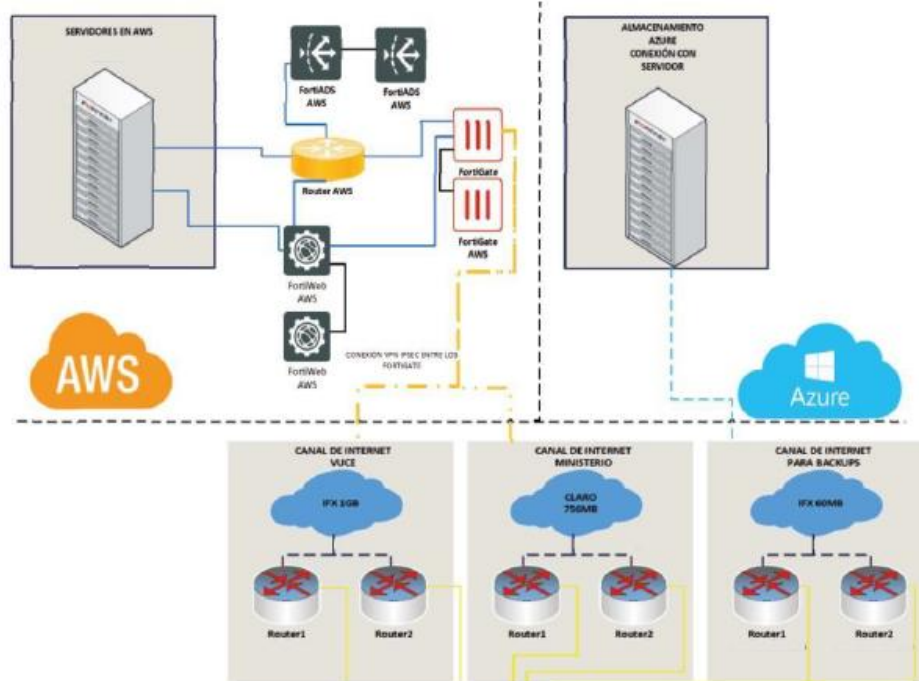 SERVIDORES EN AWS
FortiADS
AWS
FortiADS
AWS
Router AWS
FortiGate
FortiGate
AWS
FortiWeb
AWS
FortiWeb
AWS
CONEXIÓN VPN IPSEC ENTRE LOS
FORTIGATE
AWS
ALMACENAMIENTO
AZURE
CONEXIÓN CON
SERVIDOR
Azure
CANAL DE INTERNET
VUCE
IFX 1GB
Router1
Router2
CANAL DE INTERNET
MINISTERIO
CLARO
750MB
Router1
Router2
CANAL DE INTERNET
PARA BACKUPS
IFX 60MB
Router1
Router2